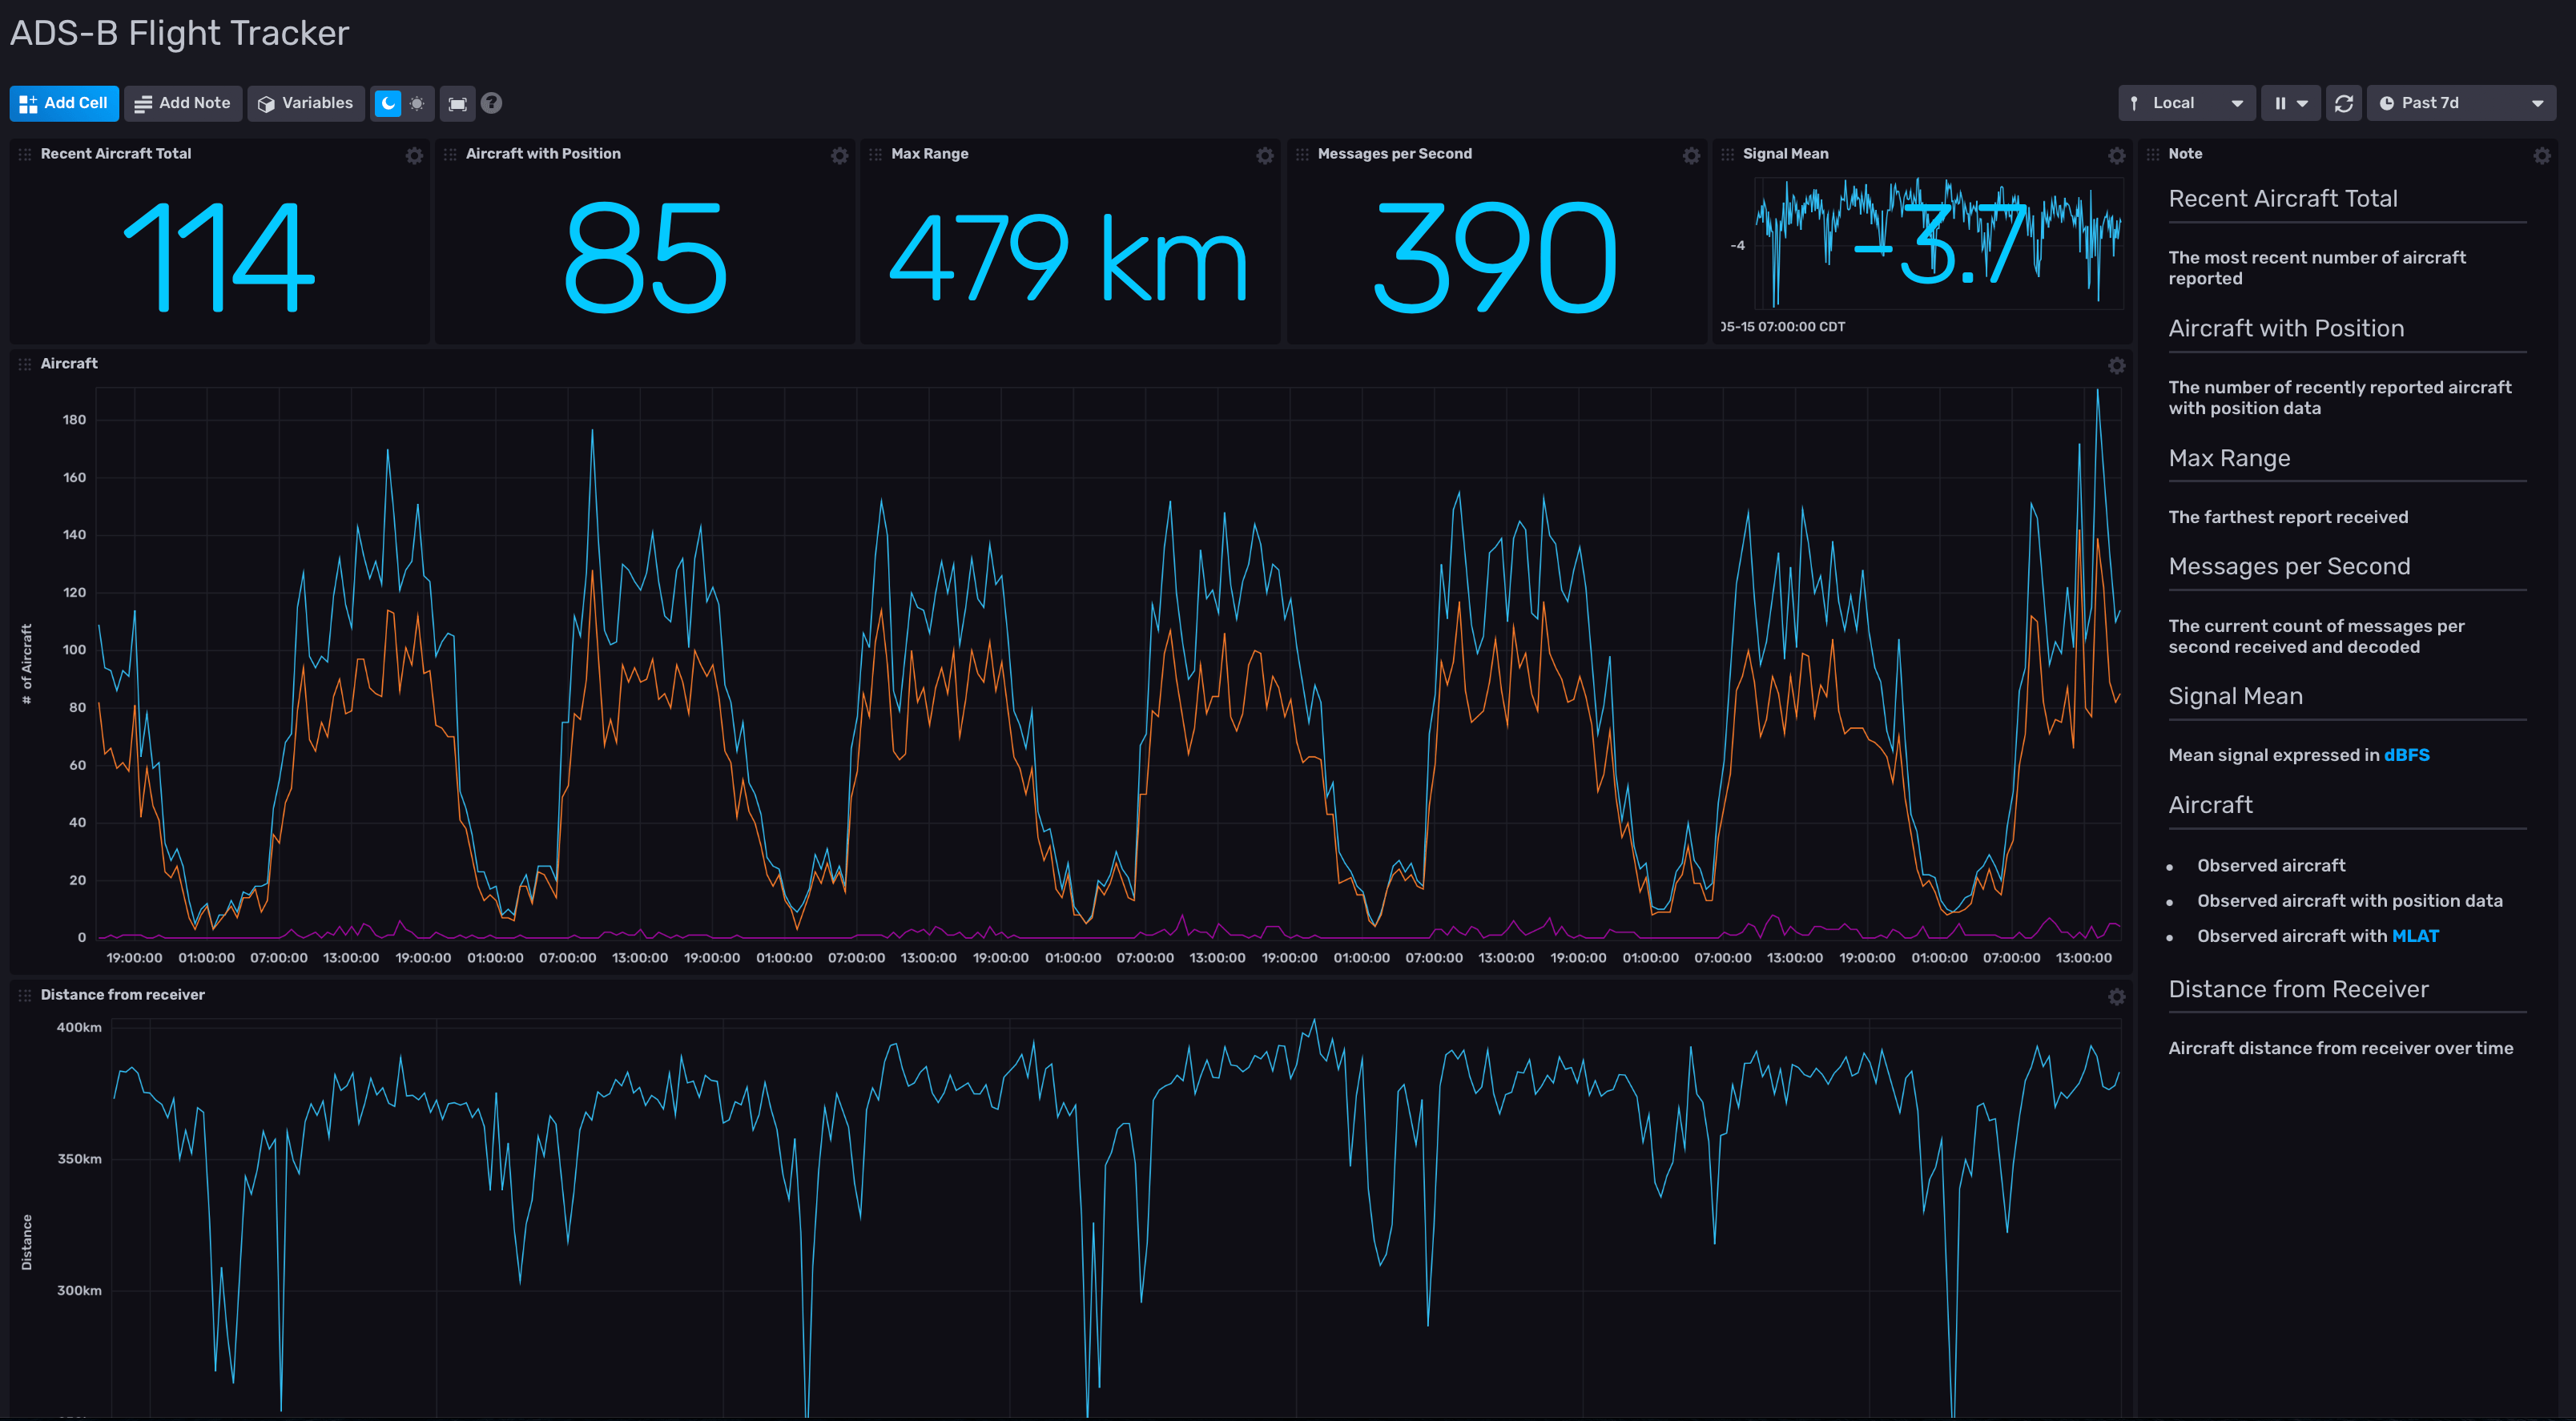 ADS-B Flight Tracker
Add Cell
Add Note
Variables
?
Local
Past 7d
Recent Aircraft Total
114
Aircraft with Position
85
Max Range
479 km
Messages per Second
390
Signal Mean
-4
-3.7
05-15 07:00:00 CDT
Aircraft
# of Aircraft
180
160
140
120
100
80
60
40
20
0
19:00:00 01:00:00 07:00:00 13:00:00 19:00:00 01:00:00 07:00:00 13:00:00 19:00:00 01:00:00 07:00:00 13:00:00 19:00:00 01:00:00 07:00:00 13:00:00 19:00:00 01:00:00 07:00:00 13:00:00 19:00:00 01:00:00 07:00:00 13:00:00 19:00:00 01:00:00 07:00:00 13:00:00
Distance from receiver
Distance
400km
350km
300km
Note
Recent Aircraft Total
The most recent number of aircraft
reported
Aircraft with Position
The number of recently reported aircraft
with position data
Max Range
The farthest report received
Messages per Second
The current count of messages per
second received and decoded
Signal Mean
Mean signal expressed in dBFS
Aircraft
• Observed aircraft
• Observed aircraft with position data
• Observed aircraft with MLAT
Distance from Receiver
Aircraft distance from receiver over time